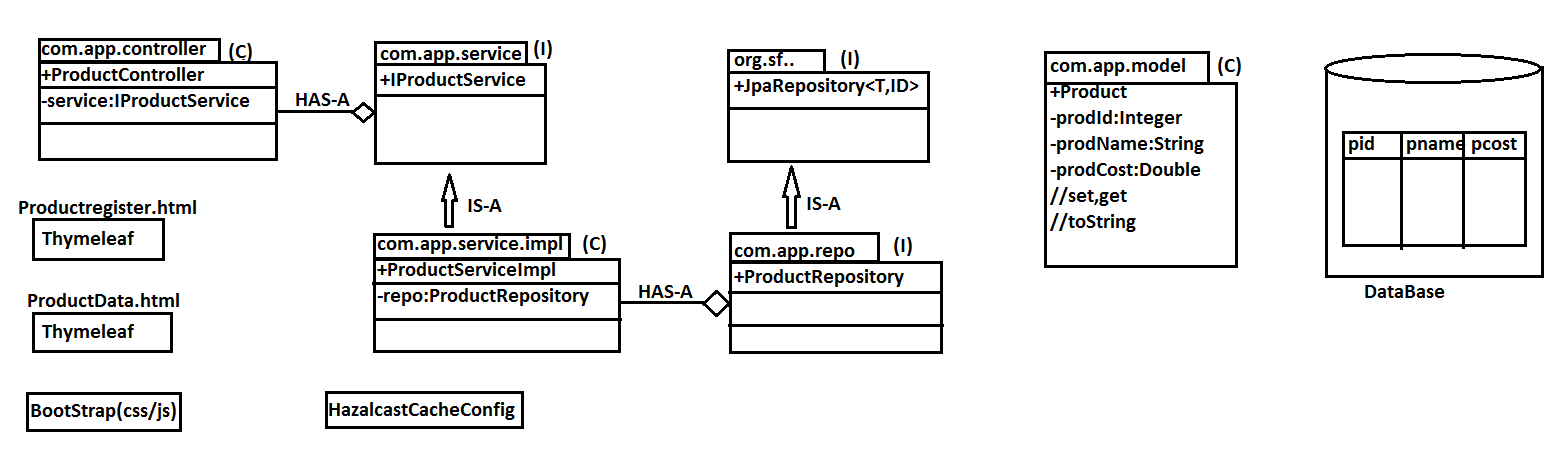 com.app.controller
(C)
+ProductController
-service:IProductService
HAS-A
com.app.service
(I)
+IProductService
org.sf..
(I)
+JpaRepository<T,ID>
com.app.model
(C)
+Product
-prodId:Integer
-prodName:String
-prodCost:Double
//set,get
//toString
pid
pname
pcost
DataBase
Productregister.html
Thymeleaf
IS-A
IS-A
com.app.service.impl
(C)
+ProductServiceImpl
-repo:ProductRepository
HAS-A
com.app.repo
(I)
+ProductRepository
ProductData.html
Thymeleaf
BootStrap(css/js)
HazalcastCacheConfig